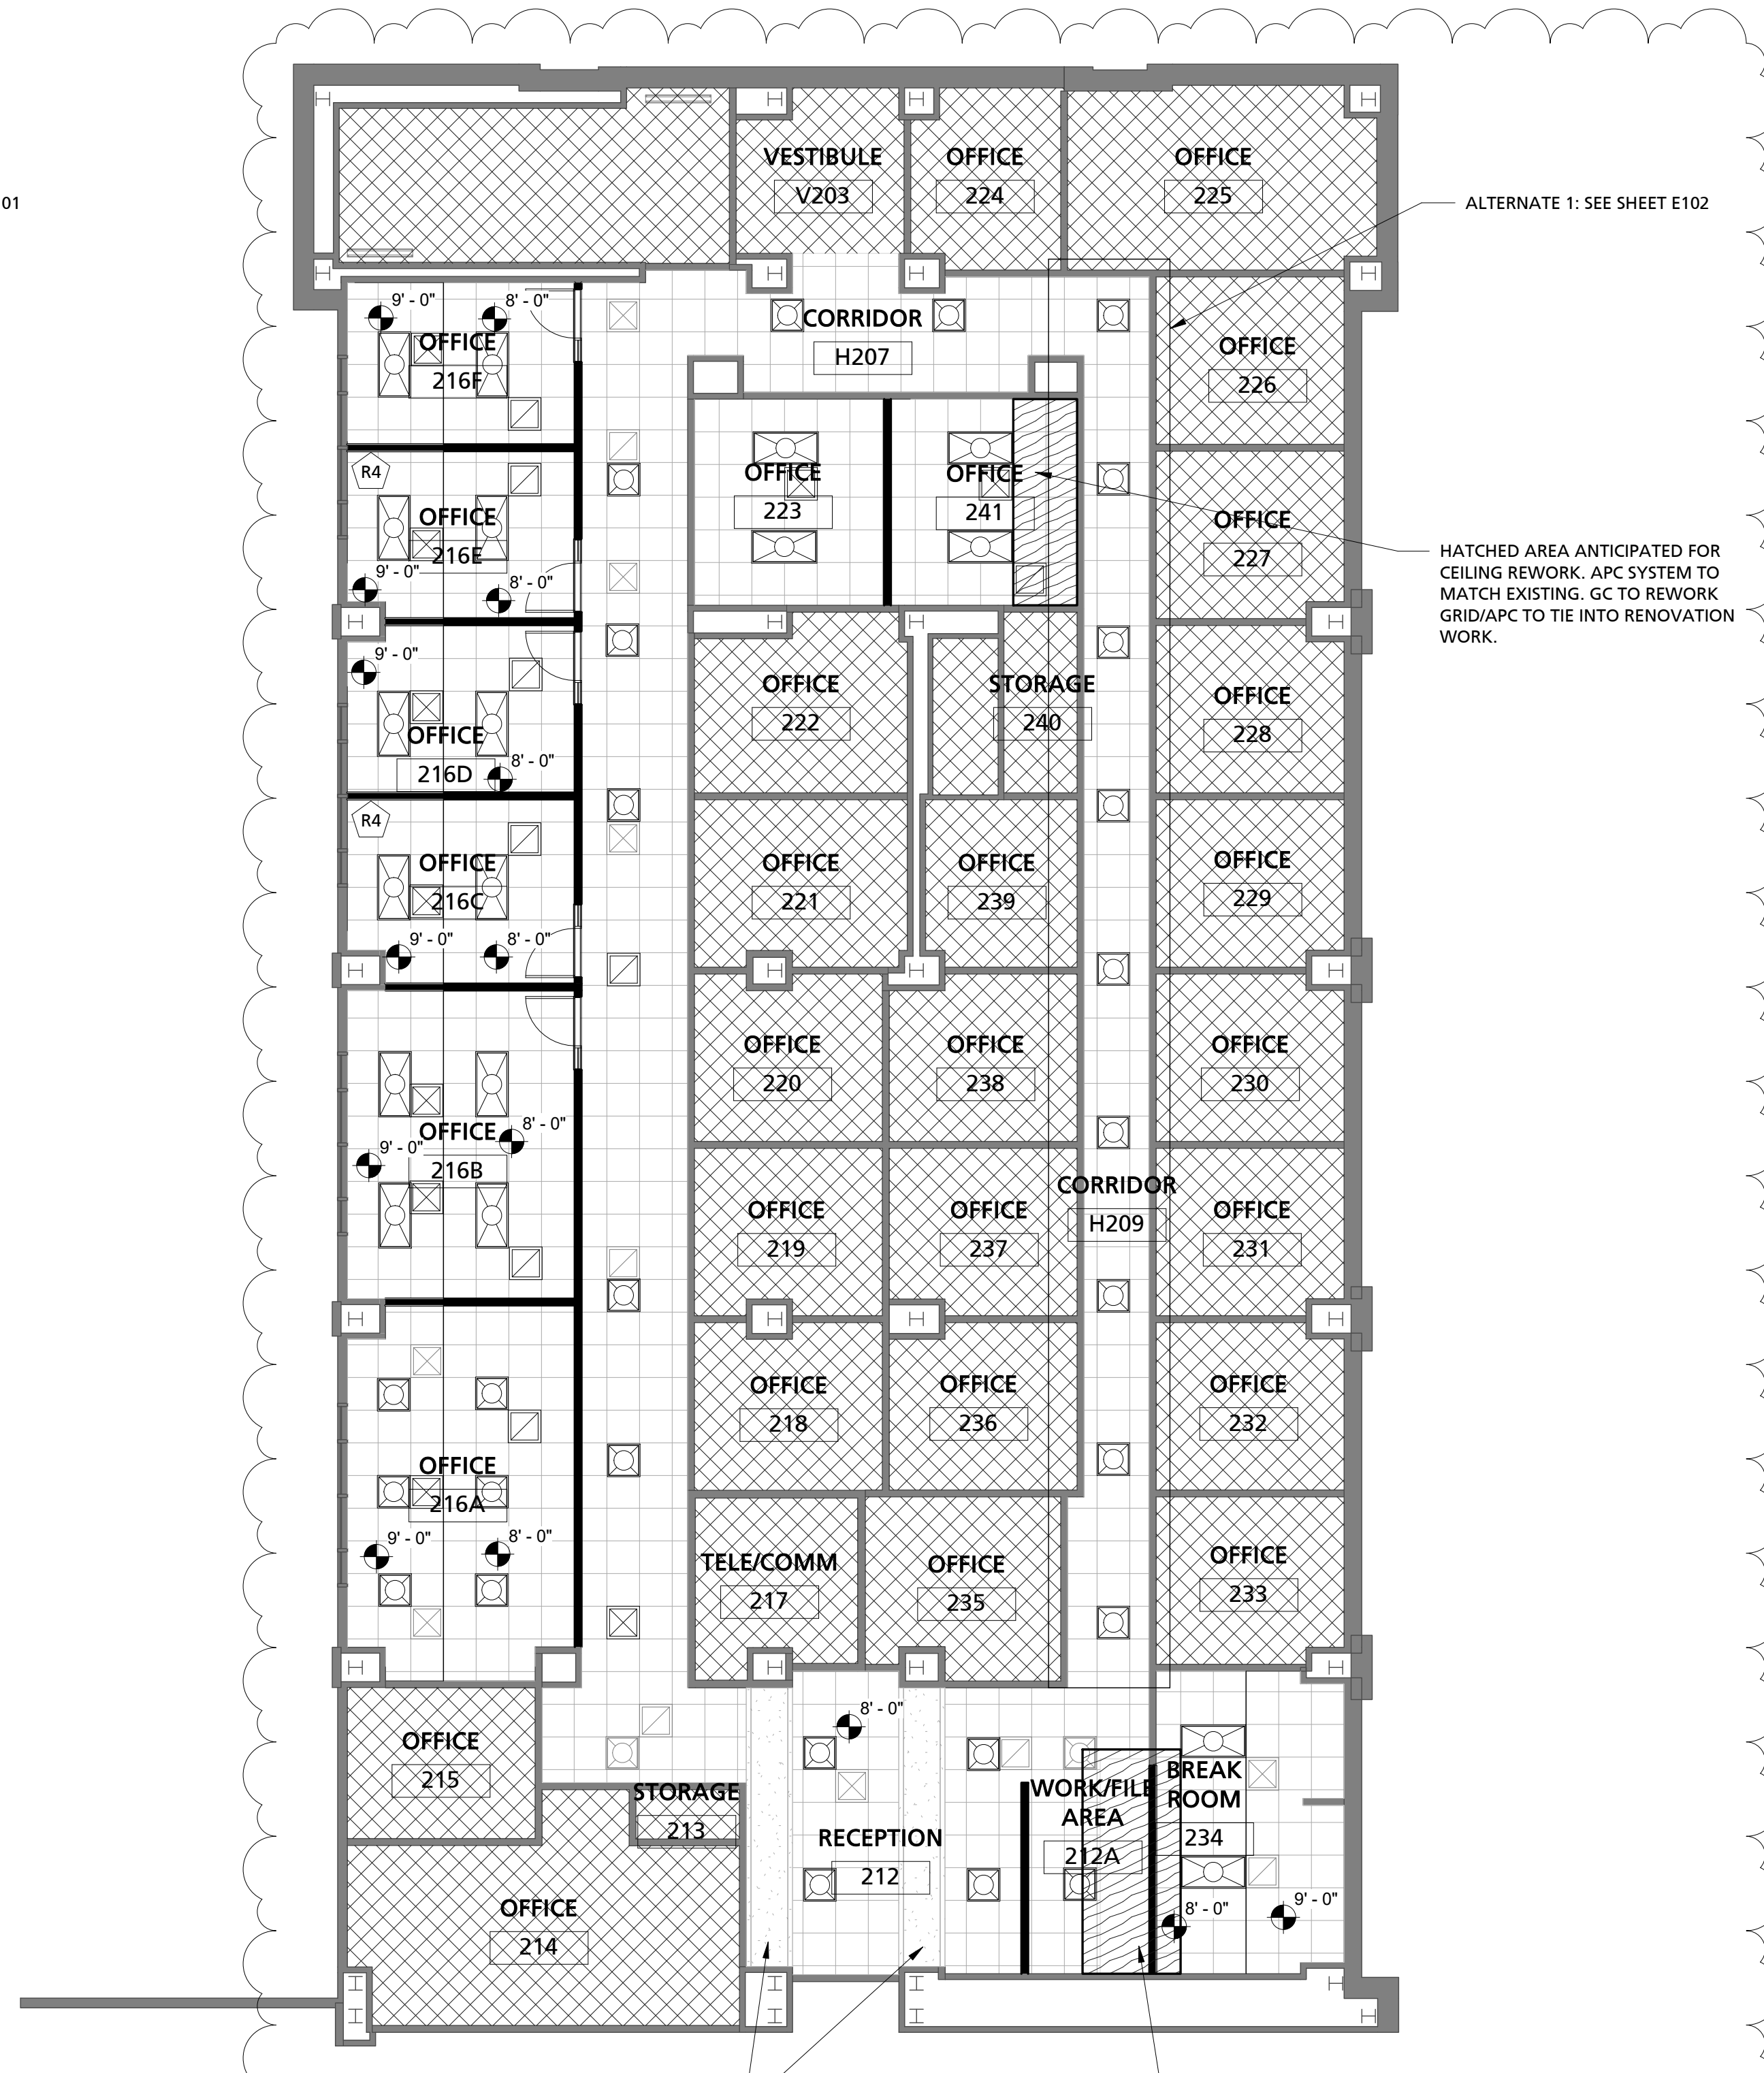 VESTIBULE
V203
OFFICE
224
OFFICE
225
01
ALTERNATE 1: SEE SHEET E102
9' - 0"
8' - 0"
OFFICE
216F
CORRIDOR
H207
OFFICE
226
R4
OFFICE
216E
9' - 0"
8' - 0"
OFFICE
223
OFFICE
241
OFFICE
227
HATCHED AREA ANTICIPATED FOR
CEILING REWORK. APC SYSTEM TO
MATCH EXISTING. GC TO REWORK
GRID/APC TO TIE INTO RENOVATION
WORK.
9' - 0"
OFFICE
216D
8' - 0"
OFFICE
222
STORAGE
240
OFFICE
228
R4
OFFICE
216C
9' - 0"
8' - 0"
OFFICE
221
OFFICE
239
OFFICE
229
OFFICE
220
OFFICE
238
OFFICE
230
8' - 0"
OFFICE
9' - 0"
216B
OFFICE
219
OFFICE
237
CORRIDOR
H209
OFFICE
231
OFFICE
218
OFFICE
236
OFFICE
232
OFFICE
216A
9' - 0"
8' - 0"
TELE/COMM
217
OFFICE
235
OFFICE
233
OFFICE
215
STORAGE
213
8' - 0"
RECEPTION
212
WORK/FILE
AREA
212A
BREAK
ROOM
234
8' - 0"
9' - 0"
OFFICE
214